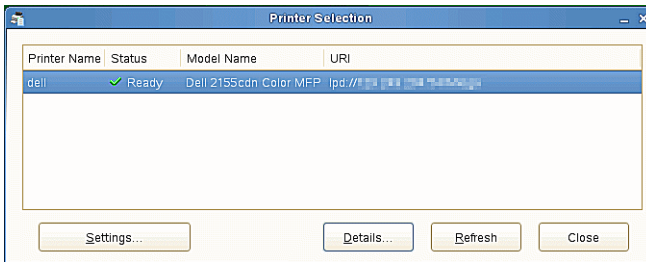 Printer Selection
Printer Name Status Model Name URI
dell Ready Dell 2155cdn Color MFP lpd://
Settings... Details... Refresh Close